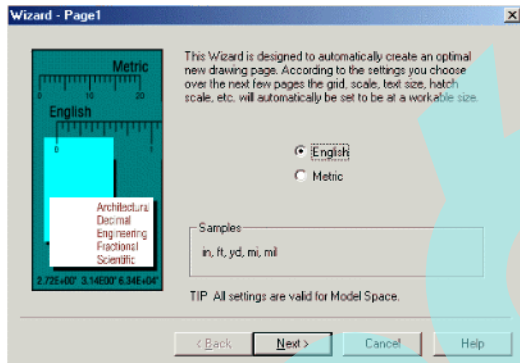 Wizard - Page1
Metric
0 10 20
English
0 1
Architectural
Decimal
Engineering
Fractional
Scientific
2.72E+00" 3.14E00" 6.34E+04"
This Wizard is designed to automatically create an optimal
new drawing page. According to the settings you choose
over the next few pages the grid, scale, text size, hatch
scale, etc. will automatically be set to be at a workable size.
English
Metric
Samples
in, ft, yd, mi, mil
TIP All settings are valid for Model Space.
< Back
Next >
Cancel
Help